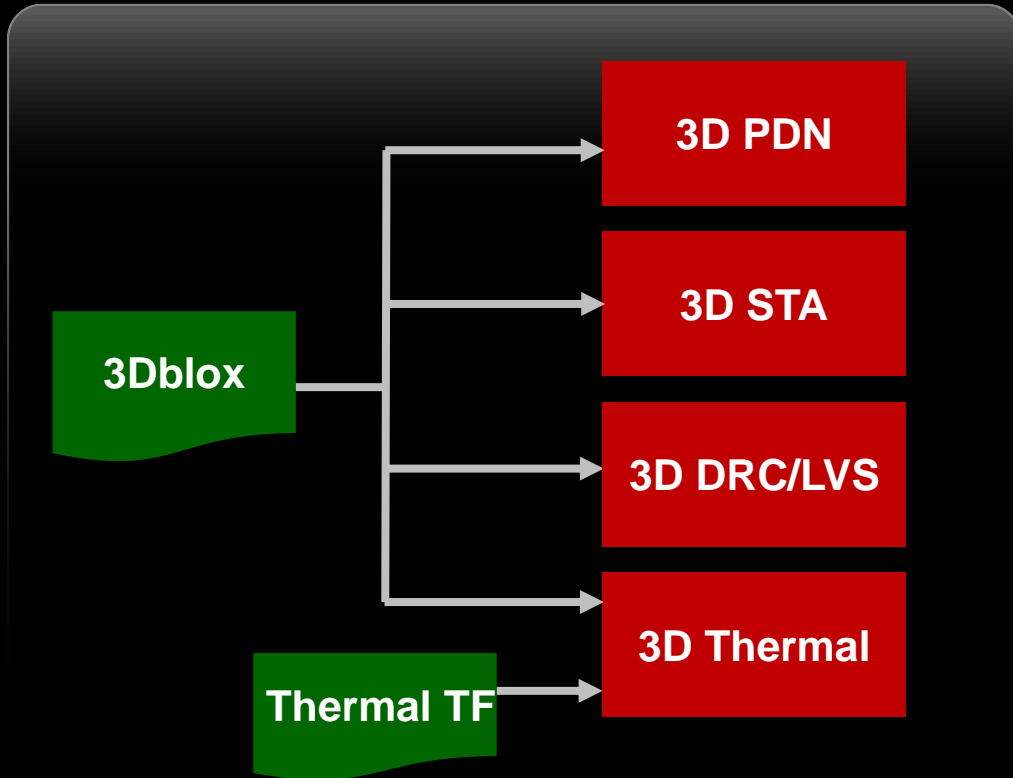 3D PDN
3D STA
3Dblox
3D DRC/LVS
3D Thermal
Thermal TF